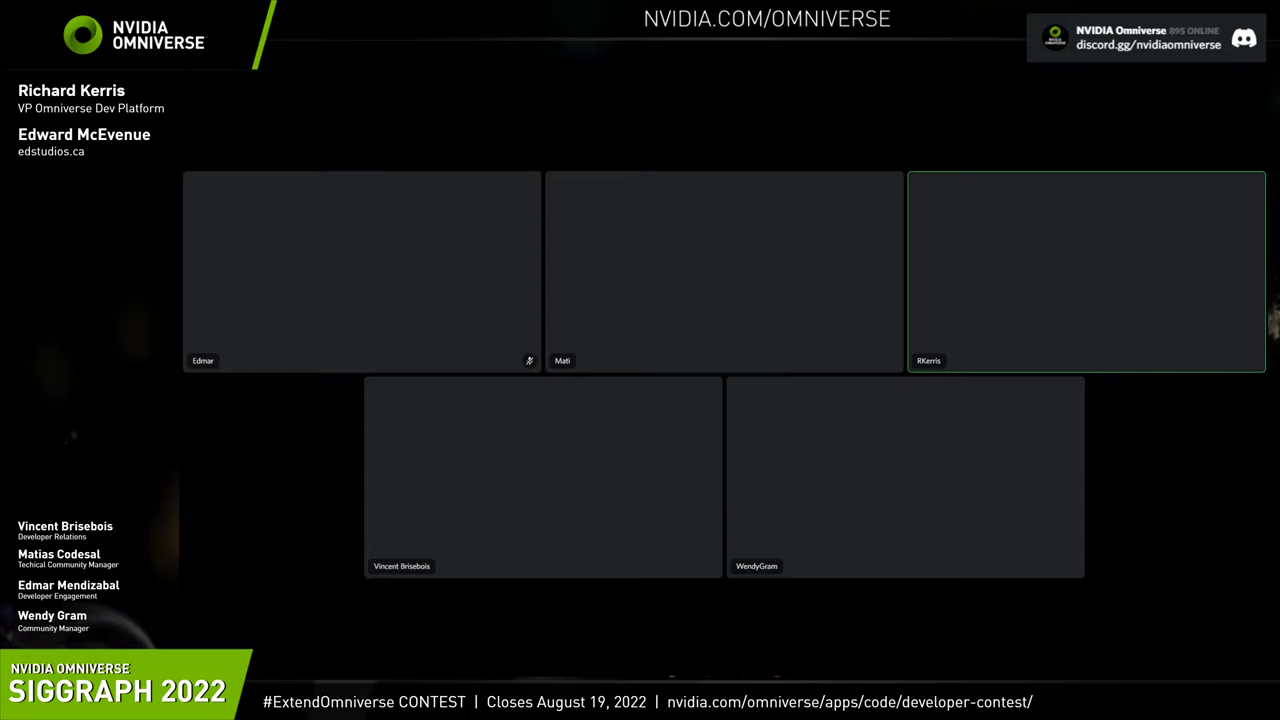 NVIDIA
OMNIVERSE
NVIDIA.COM/OMNIVERSE
NVIDIA Omniverse 895 ONLINE
discord.gg/nvidiaomniverse
Richard Kerris
VP Omniverse Dev Platform
Edward McEvenue
edstudios.ca
Edmar
Mati
RKerris
Vincent Brisebois
WendyGram
Vincent Brisebois
Developer Relations
Matias Codesal
Techical Community Manager
Edmar Mendizabal
Developer Engagement
Wendy Gram
Community Manager
NVIDIA OMNIVERSE
SIGGRAPH 2022
#ExtendOmniverse CONTEST | Closes August 19, 2022 | nvidia.com/omniverse/apps/code/developer-contest/